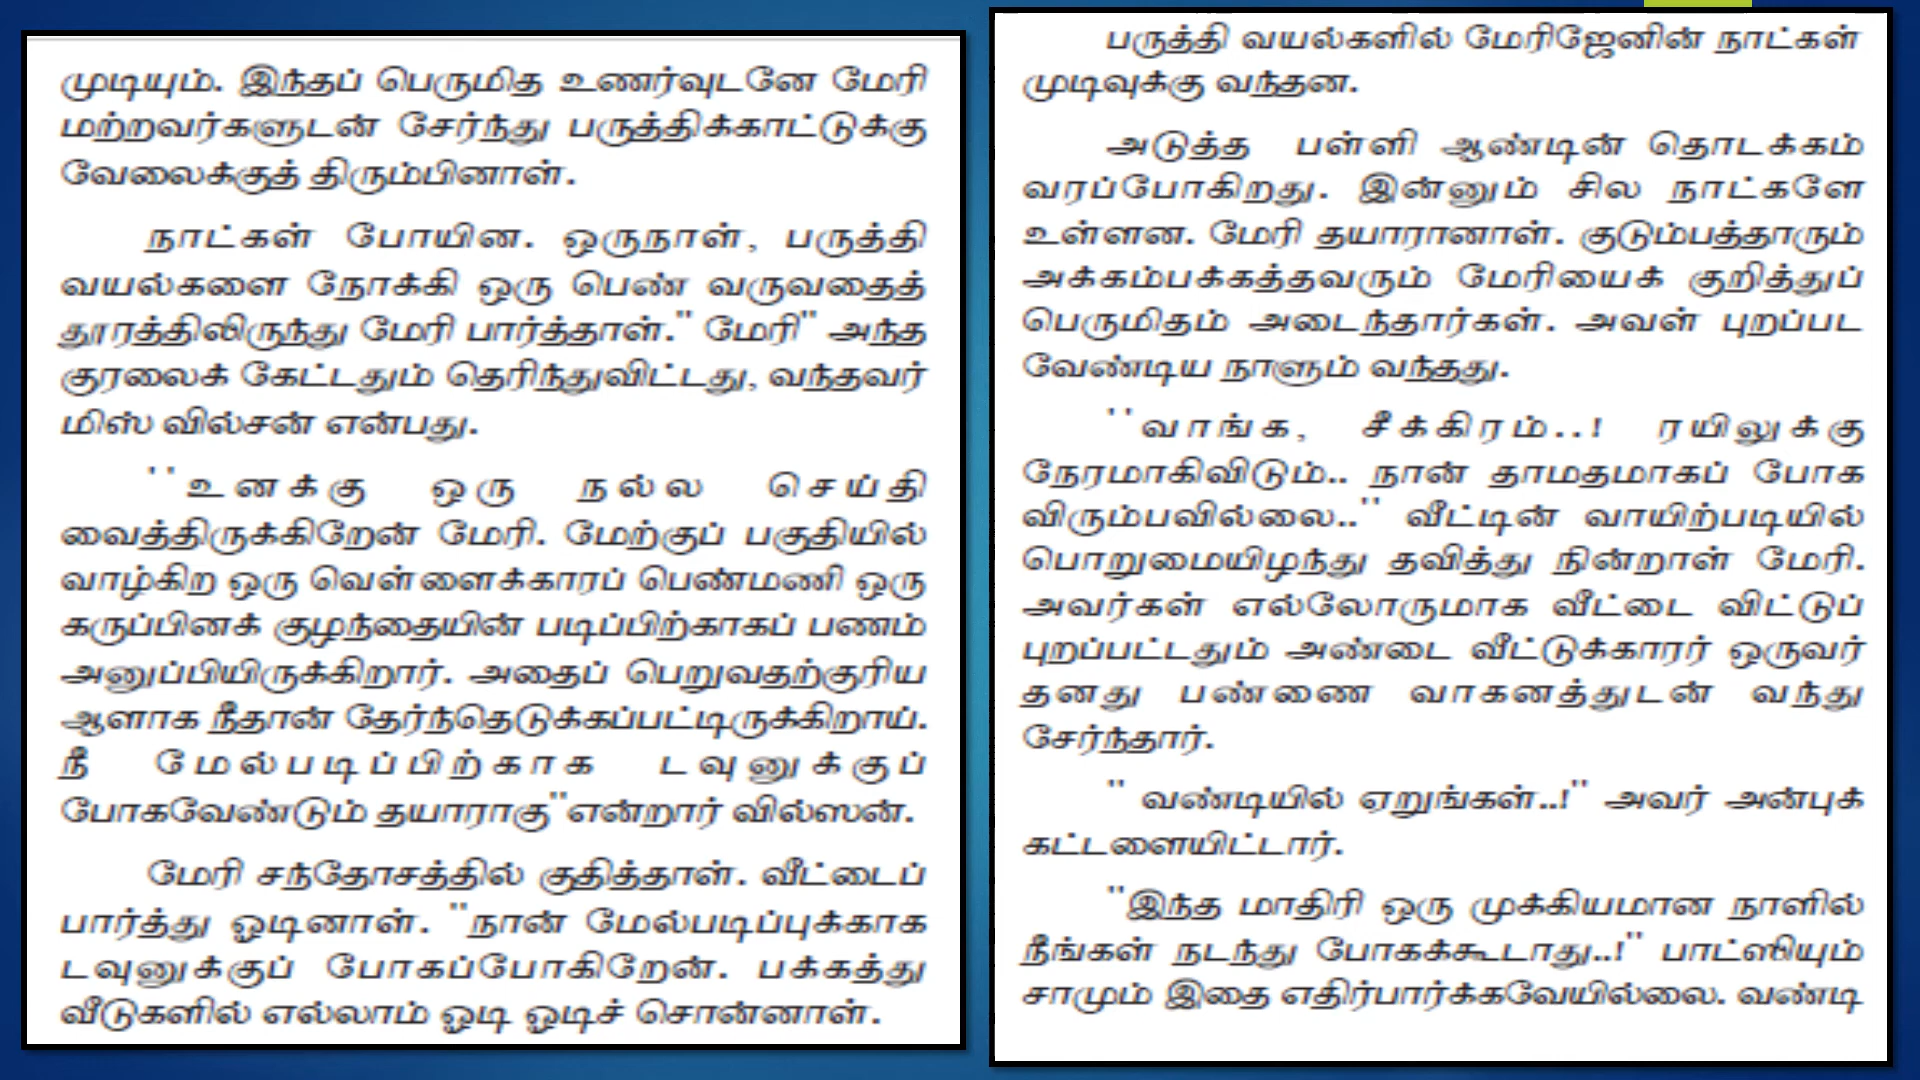 முடியும். இந்தப் பெருமித உணர்வுடனே மேரி
மற்றவர்களுடன் சேர்ந்து பருத்திக்காட்டுக்கு
வேலைக்குத் திரும்பினாள்.
நாட்கள் போயின. ஒருநாள், பருத்தி
வயல்களை நோக்கி ஒரு பெண் வருவதைத்
தூரத்திலிருந்து மேரி பார்த்தாள்." மேரி" அந்த
குரலைக் கேட்டதும் தெரிந்துவிட்டது, வந்தவர்
மிஸ் வில்சன் என்பது.
''உனக்கு ஒரு நல்ல செய்தி
வைத்திருக்கிறேன் மேரி. மேற்குப் பகுதியில்
வாழ்கிற ஒரு வெள்ளைக்காரப் பெண்மணி ஒரு
கருப்பினக் குழந்தையின் படிப்பிற்காகப் பணம்
அனுப்பியிருக்கிறார். அதைப் பெறுவதற்குரிய
ஆளாக நீதான் தேர்ந்தெடுக்கப்பட்டிருக்கிறாய்.
நீ மேல்படிப்பிற்காக டவுனுக்குப்
போகவேண்டும் தயாராகு"என்றார் வில்ஸன்.
மேரி சந்தோசத்தில் குதித்தாள். வீட்டைப்
பார்த்து ஓடினாள். "நான் மேல்படிப்புக்காக
டவுனுக்குப் போகப்போகிறேன். பக்கத்து
வீடுகளில் எல்லாம் ஓடி ஓடிச் சொன்னாள்.
பருத்தி வயல்களில் மேரிஜேனின் நாட்கள்
முடிவுக்கு வந்தன.
அடுத்த பள்ளி ஆண்டின் தொடக்கம்
வரப்போகிறது. இன்னும் சில நாட்களே
உள்ளன. மேரி தயாரானாள். குடும்பத்தாரும்
அக்கம்பக்கத்தவரும் மேரியைக் குறித்துப்
பெருமிதம் அடைந்தார்கள். அவள் புறப்பட
வேண்டிய நாளும் வந்தது.
''வாங்க, சீக்கிரம்..! ரயிலுக்கு
நேரமாகிவிடும்.. நான் தாமதமாகப் போக
விரும்பவில்லை.." வீட்டின் வாயிற்படியில்
பொறுமையிழந்து தவித்து நின்றாள் மேரி.
அவர்கள் எல்லோருமாக வீட்டை விட்டுப்
புறப்பட்டதும் அண்டை வீட்டுக்காரர் ஒருவர்
தனது பண்ணை வாகனத்துடன் வந்து
சேர்ந்தார்.
" வண்டியில் ஏறுங்கள்..!" அவர் அன்புக்
கட்டளையிட்டார்.
"இந்த மாதிரி ஒரு முக்கியமான நாளில்
நீங்கள் நடந்து போகக்கூடாது..!" பாட்ஸியும்
சாமும் இதை எதிர்பார்க்கவேயில்லை. வண்டி